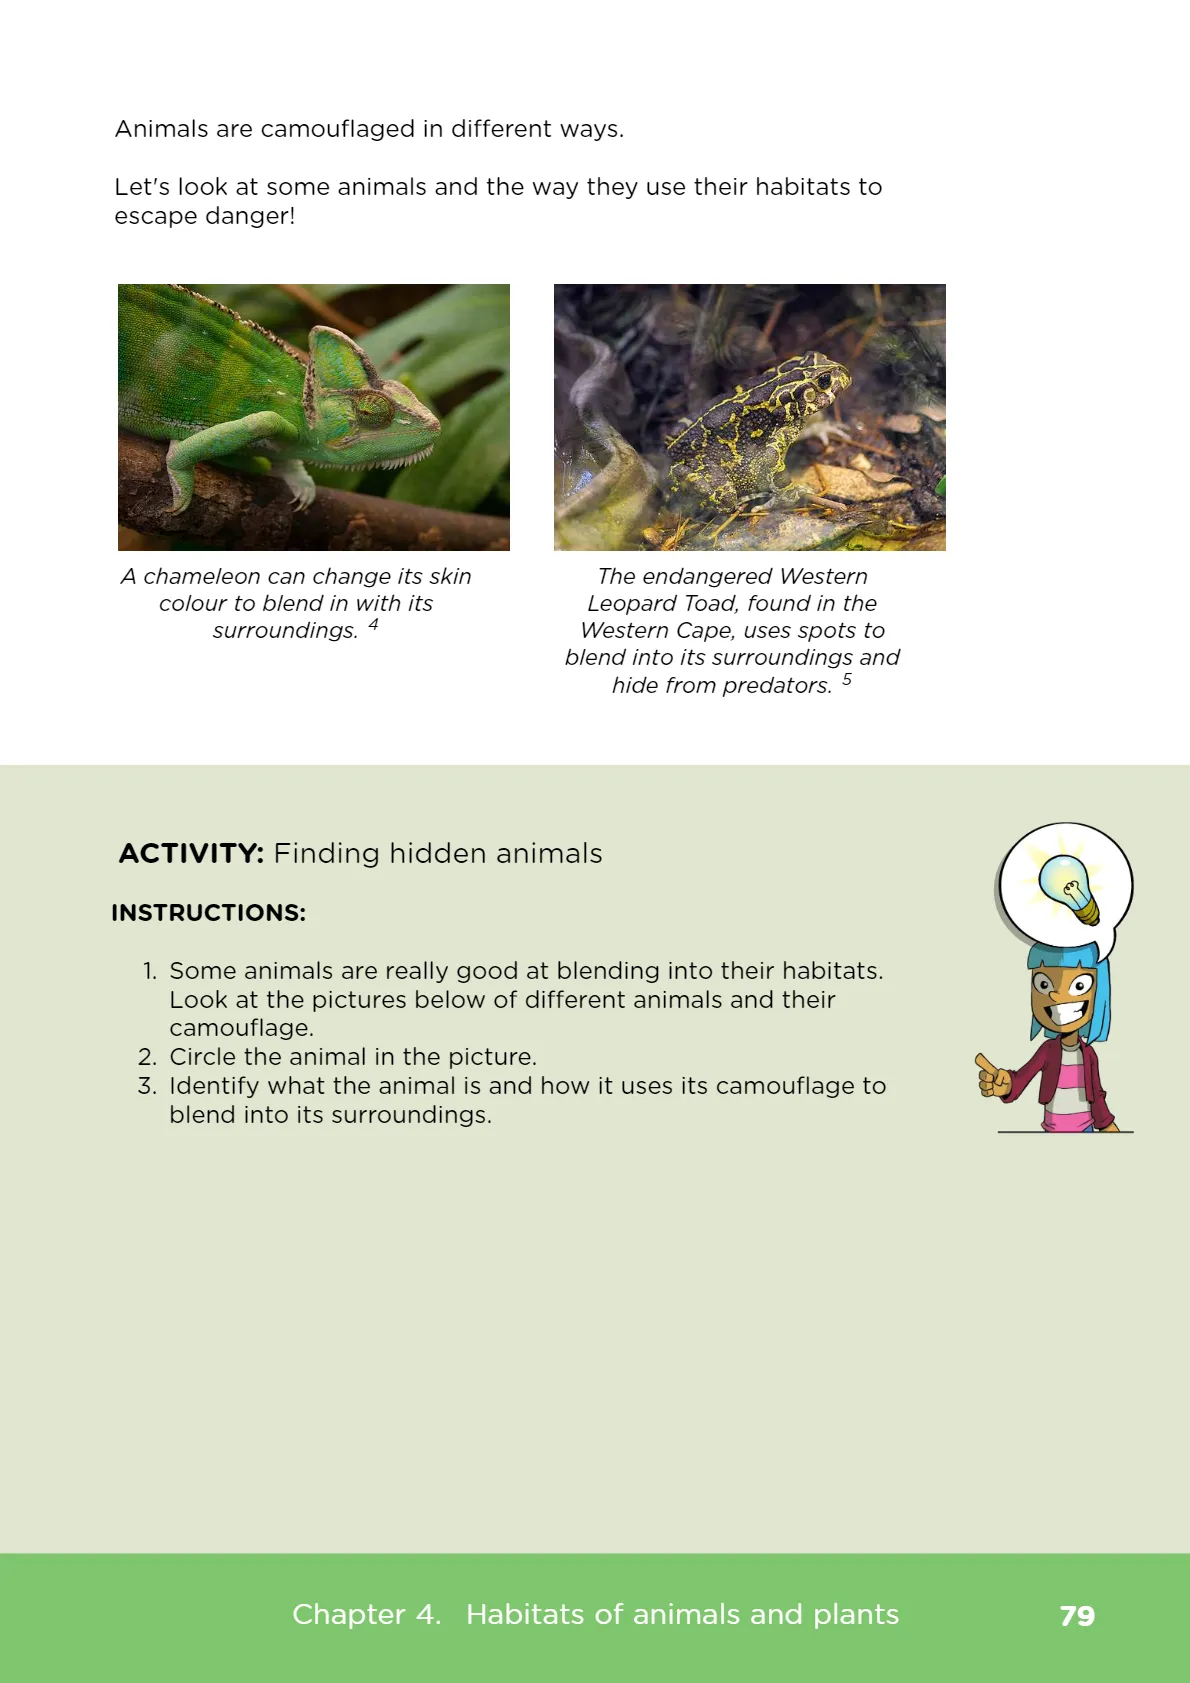 Animals are camouflaged in different ways.
Let's look at some animals and the way they use their habitats to
escape danger!
A chameleon can change its skin
colour to blend in with its
surroundings. 4
The endangered Western
Leopard Toad, found in the
Western Cape, uses spots to
blend into its surroundings and
hide from predators. 5
ACTIVITY: Finding hidden animals
INSTRUCTIONS:
1. Some animals are really good at blending into their habitats.
Look at the pictures below of different animals and their
camouflage.
2. Circle the animal in the picture.
3. Identify what the animal is and how it uses its camouflage to
blend into its surroundings.
Chapter 4. Habitats of animals and plants 79